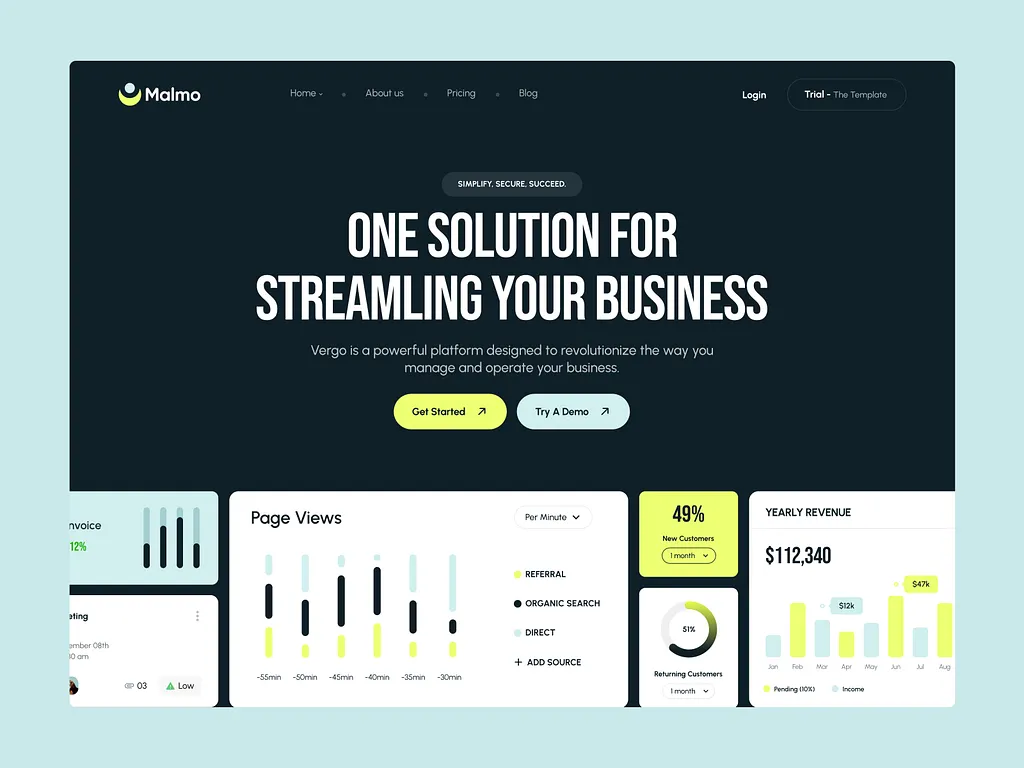 Malmo
Home
About us
Pricing
Blog
Login
Trial - The Template
SIMPLIFY, SECURE, SUCCEED.
ONE SOLUTION FOR
STREAMLING YOUR BUSINESS
Vergo is a powerful platform designed to revolutionize the way you
manage and operate your business.
Get Started
Try A Demo
nvoice
12%
eting
ember 08th
00 am
03
Low
Page Views
Per Minute
REFERRAL
ORGANIC SEARCH
DIRECT
+ ADD SOURCE
-55min -50min -45min -40min -35min -30min
49%
New Customers
1 month
51%
Returning Customers
1 month
YEARLY REVENUE
$112,340
$47k
$12k
Jan Feb Mar Apr May Jun Jul Aug
Pending (10%) Income